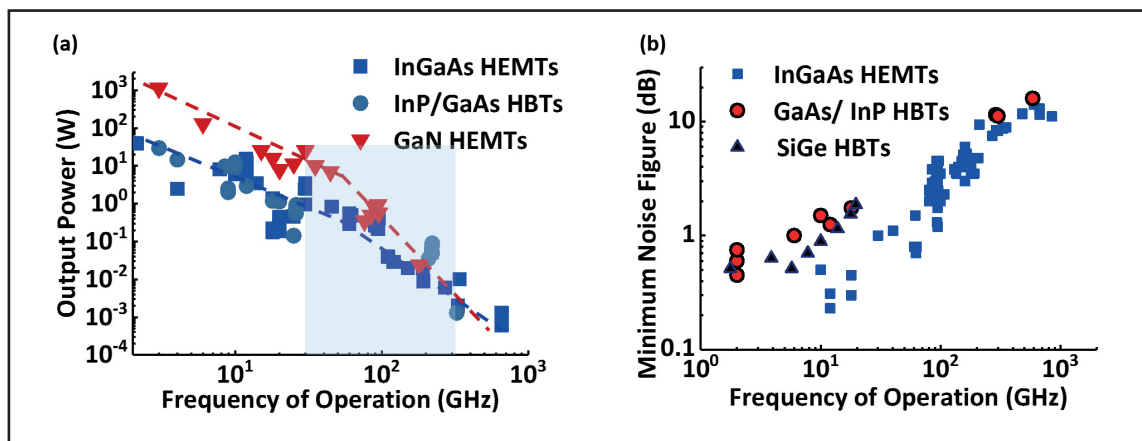 (a)
InGaAs HEMTs
InP/GaAs HBTs
GaN HEMTs
Output Power (W)
10³
10²
10¹
10⁰
10⁻¹
10⁻²
10⁻³
10⁻⁴
10¹
10²
10³
Frequency of Operation (GHz)
(b)
InGaAs HEMTs
GaAs/ InP HBTs
SiGe HBTs
Minimum Noise Figure (dB)
10
1
0.1
10⁰
10¹
10²
10³
Frequency of Operation (GHz)